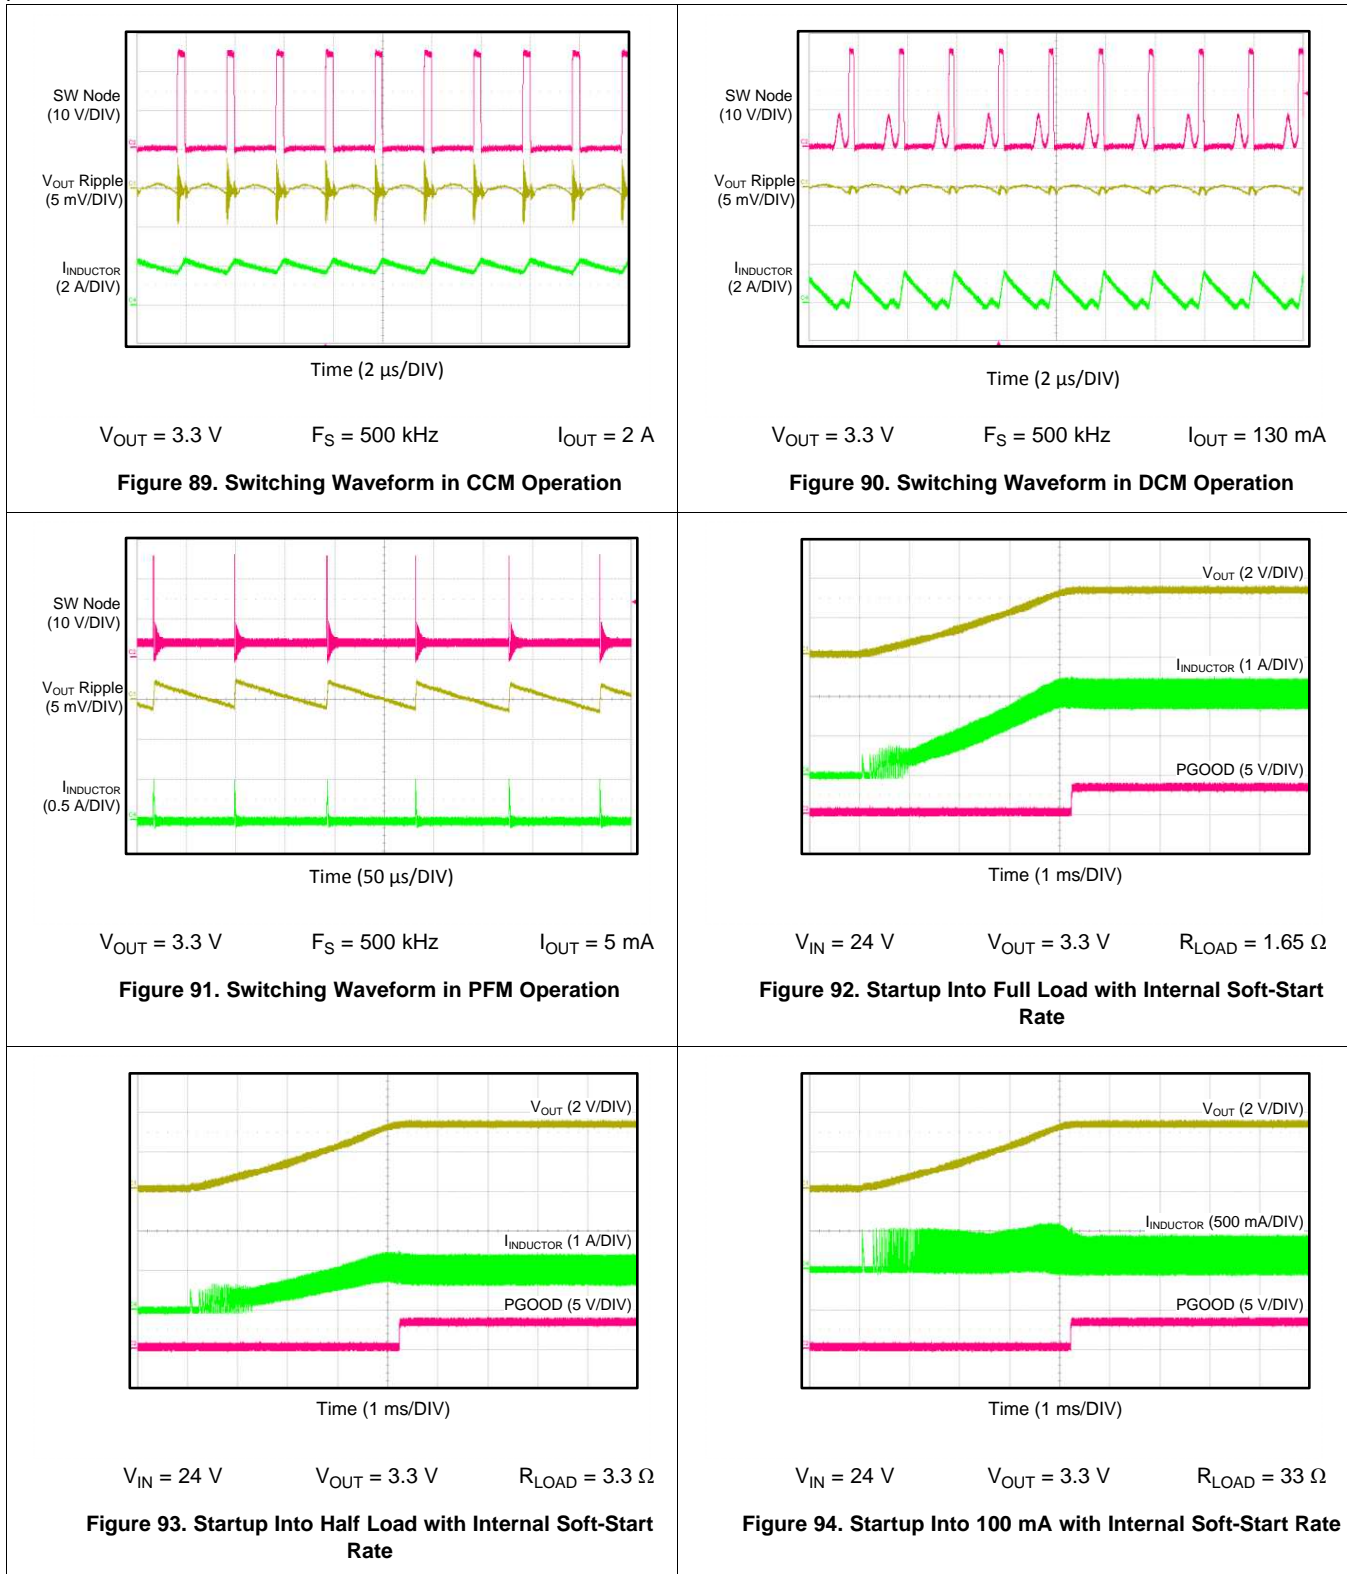 SW Node
(10 V/DIV)
VOUT Ripple
(5 mV/DIV)
IINDUCTOR
(2 A/DIV)
Time (2 µs/DIV)
VOUT = 3.3 V FS = 500 kHz IOUT = 2 A
Figure 89. Switching Waveform in CCM Operation
SW Node
(10 V/DIV)
VOUT Ripple
(5 mV/DIV)
IINDUCTOR
(2 A/DIV)
Time (2 µs/DIV)
VOUT = 3.3 V FS = 500 kHz IOUT = 130 mA
Figure 90. Switching Waveform in DCM Operation
SW Node
(10 V/DIV)
VOUT Ripple
(5 mV/DIV)
IINDUCTOR
(0.5 A/DIV)
Time (50 µs/DIV)
VOUT = 3.3 V FS = 500 kHz IOUT = 5 mA
Figure 91. Switching Waveform in PFM Operation
VOUT (2 V/DIV)
IINDUCTOR (1 A/DIV)
PGOOD (5 V/DIV)
Time (1 ms/DIV)
VIN = 24 V VOUT = 3.3 V RLOAD = 1.65 Ω
Figure 92. Startup Into Full Load with Internal Soft-Start
Rate
VOUT (2 V/DIV)
IINDUCTOR (1 A/DIV)
PGOOD (5 V/DIV)
Time (1 ms/DIV)
VIN = 24 V VOUT = 3.3 V RLOAD = 3.3 Ω
Figure 93. Startup Into Half Load with Internal Soft-Start
Rate
VOUT (2 V/DIV)
IINDUCTOR (500 mA/DIV)
PGOOD (5 V/DIV)
Time (1 ms/DIV)
VIN = 24 V VOUT = 3.3 V RLOAD = 33 Ω
Figure 94. Startup Into 100 mA with Internal Soft-Start Rate